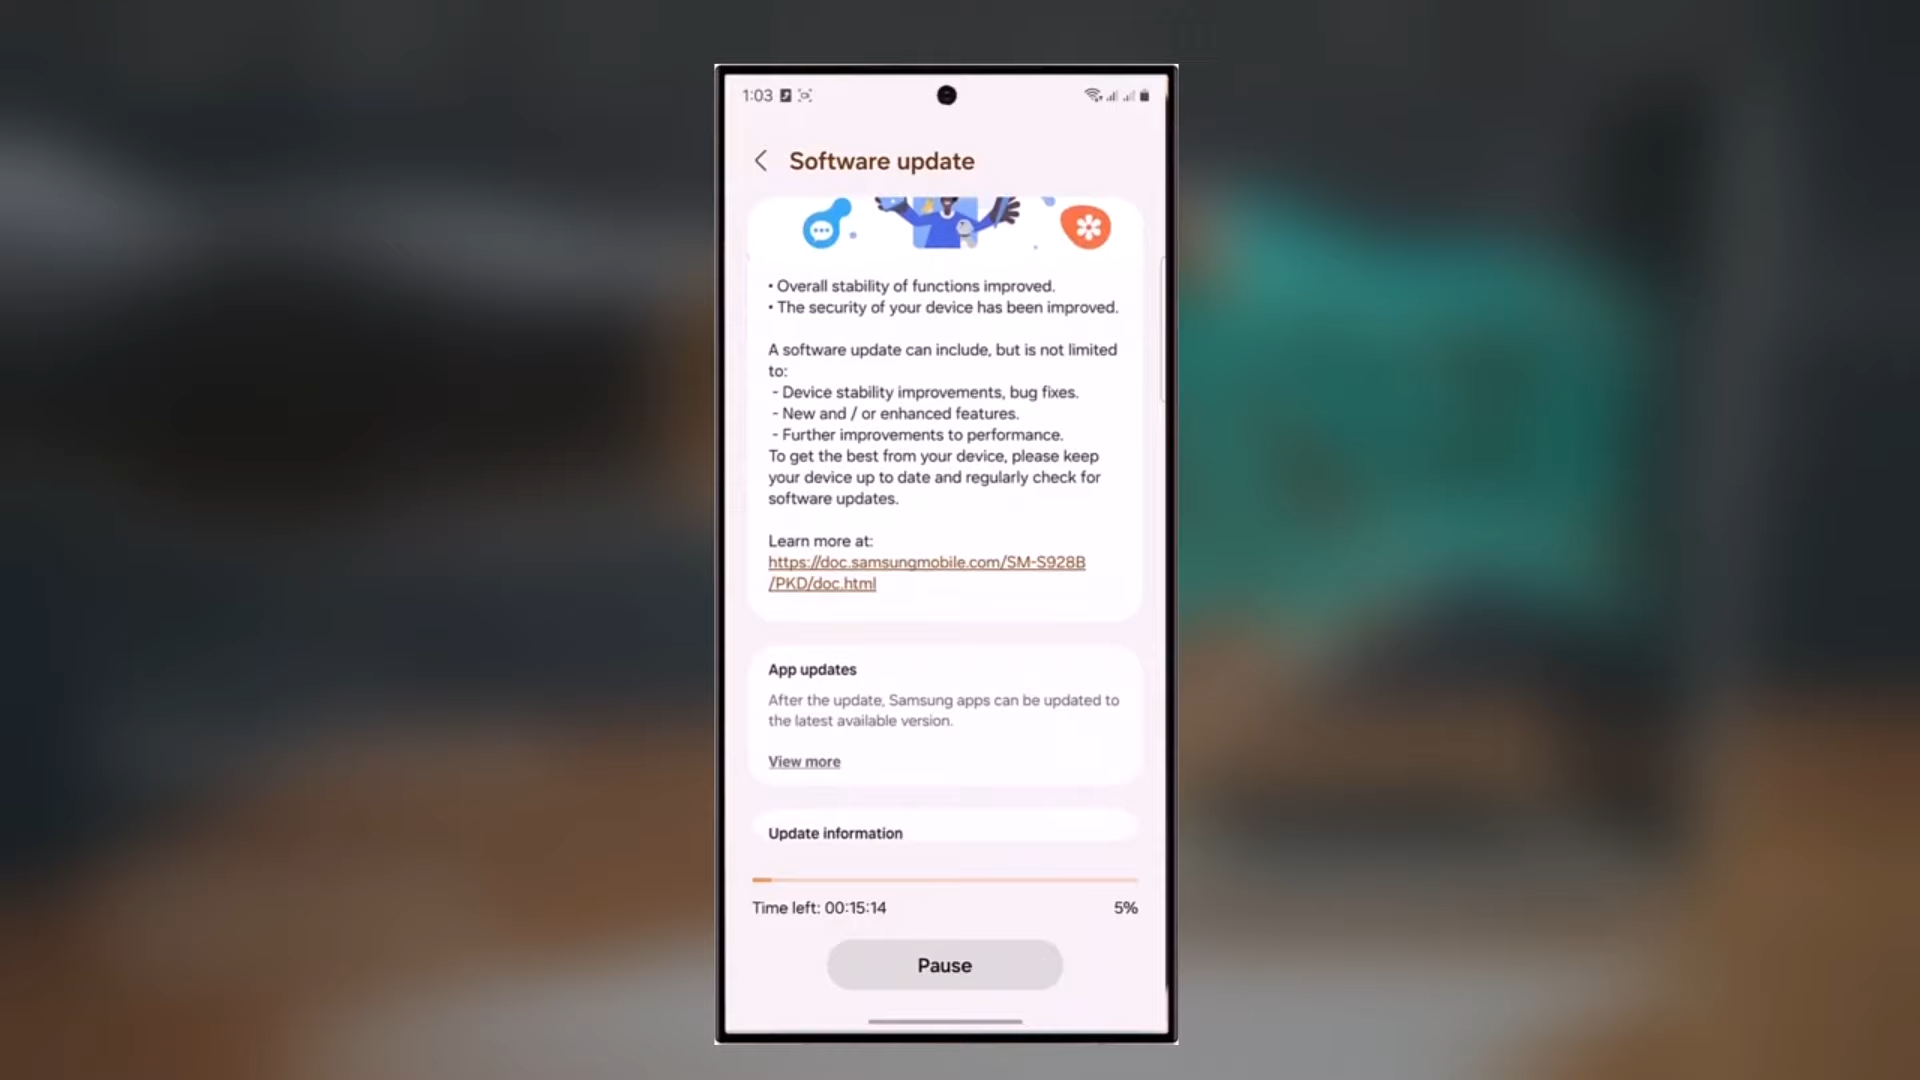 1:03
Software update
• Overall stability of functions improved.
• The security of your device has been improved.
A software update can include, but is not limited
to:
- Device stability improvements, bug fixes.
- New and / or enhanced features.
- Further improvements to performance.
To get the best from your device, please keep
your device up to date and regularly check for
software updates.
Learn more at:
https://doc.samsungmobile.com/SM-S928B
/PKD/doc.html
App updates
After the update, Samsung apps can be updated to
the latest available version.
View more
Update information
Time left: 00:15:14
5%
Pause